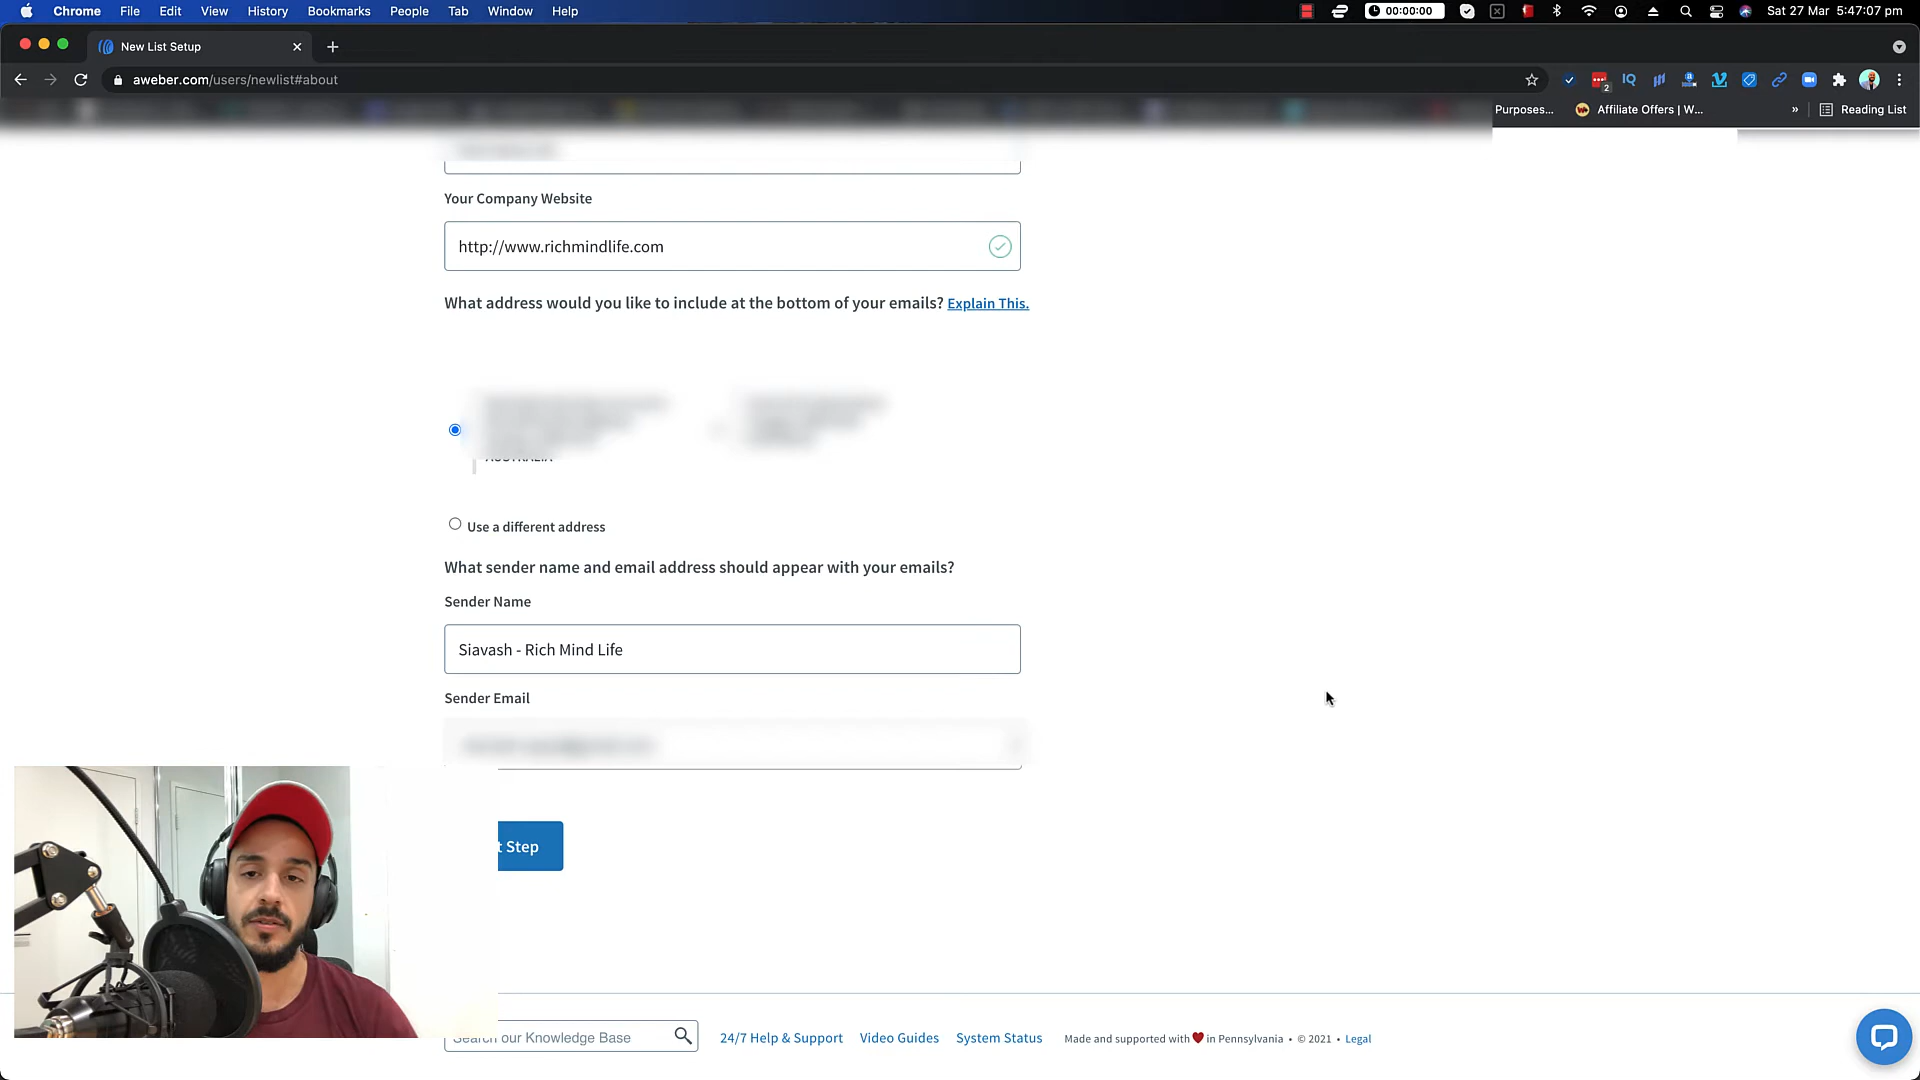 Chrome File Edit View History Bookmarks People Tab Window Help
00:00:00
Sat 27 Mar 5:47:07 pm
New List Setup
aweber.com/users/newlist#about
2
Purposes... Affiliate Offers | W... » Reading List
Your Company Website
http://www.richmindlife.com
What address would you like to include at the bottom of your emails? Explain This.
AUSTRALIA
Use a different address
What sender name and email address should appear with your emails?
Sender Name
Siavash - Rich Mind Life
Sender Email
t Step
Search our Knowledge Base
24/7 Help & Support Video Guides System Status Made and supported with in Pennsylvania • © 2021 • Legal